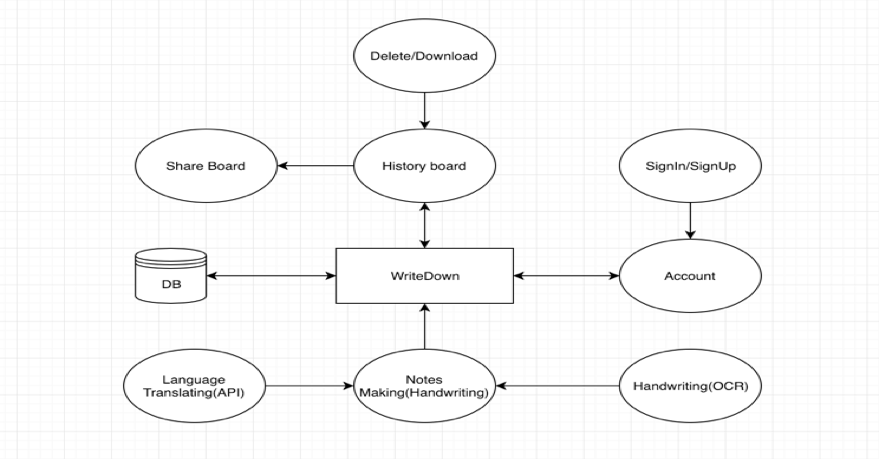 Delete/Download
Share Board
History board
SignIn/SignUp
DB
WriteDown
Account
Language
Translating(API)
Notes
Making(Handwriting)
Handwriting(OCR)